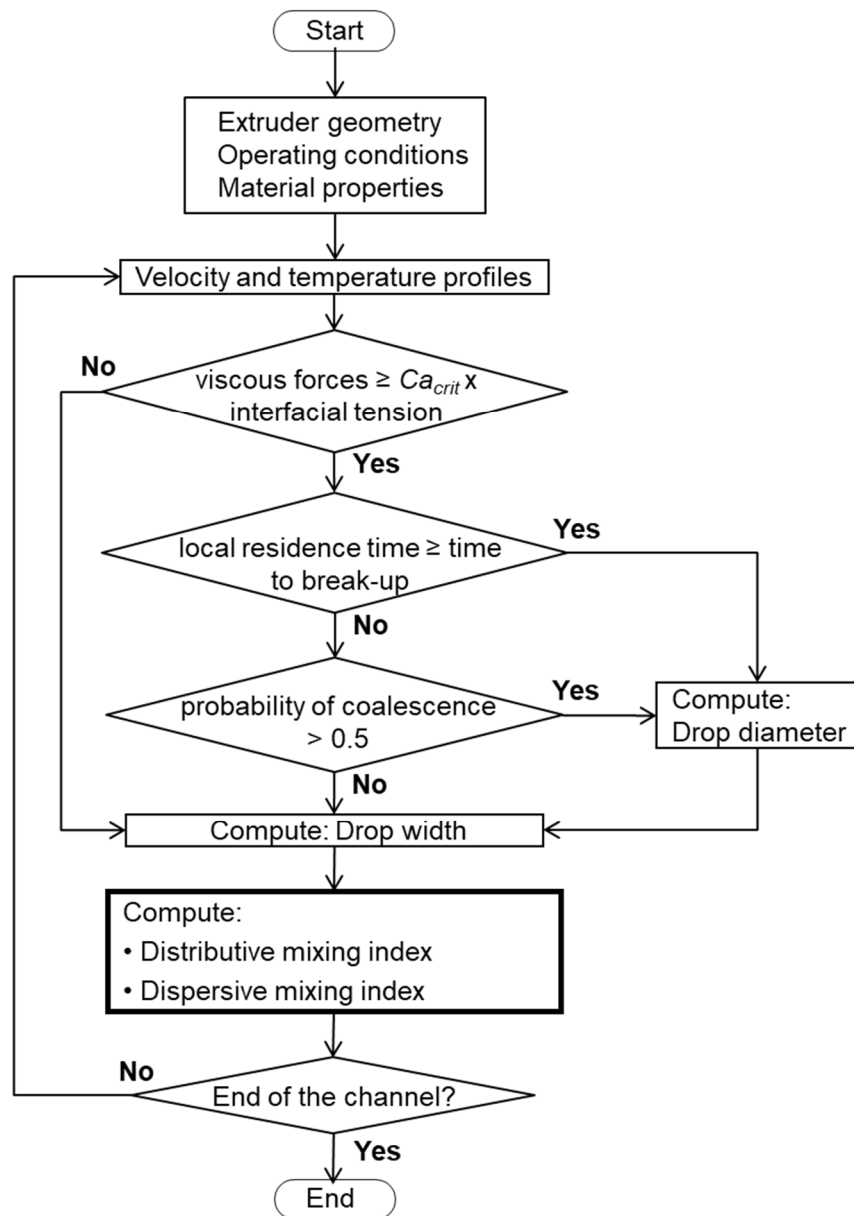 Start
Extruder geometry
Operating conditions
Material properties
Velocity and temperature profiles
No
viscous forces ≥ Ca_crit x
interfacial tension
Yes
local residence time ≥ time
to break-up
Yes
No
probability of coalescence
> 0.5
Yes
Compute:
Drop diameter
No
Compute: Drop width
Compute:
• Distributive mixing index
• Dispersive mixing index
No
End of the channel?
Yes
End